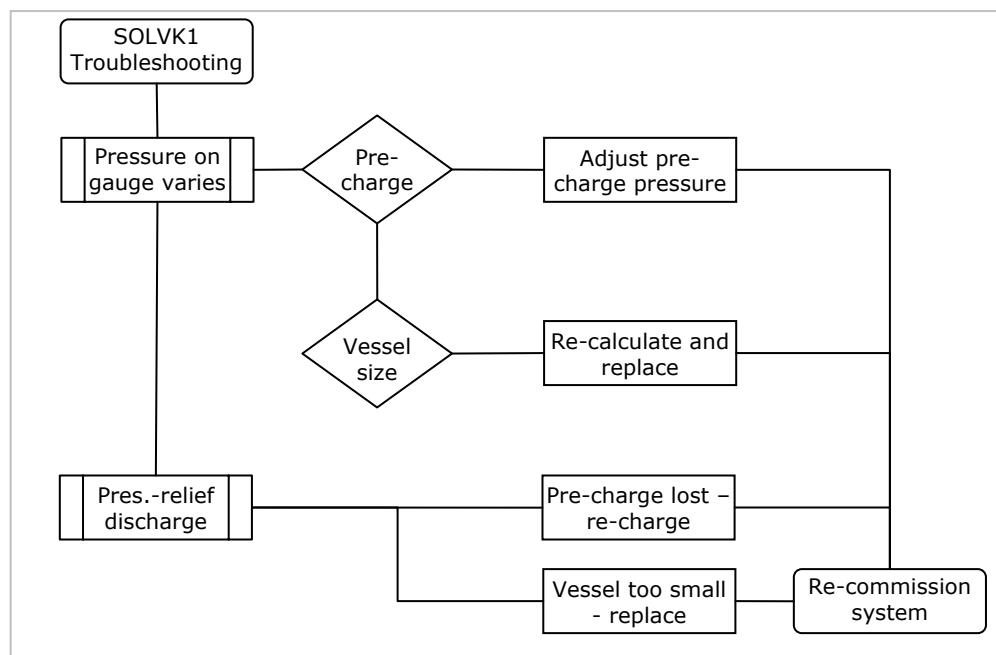 SOLVK1
Troubleshooting
Pressure on
gauge varies
Pre-
charge
Adjust pre-
charge pressure
Vessel
size
Re-calculate and
replace
Pres.-relief
discharge
Pre-charge lost –
re-charge
Vessel too small
- replace
Re-commission
system